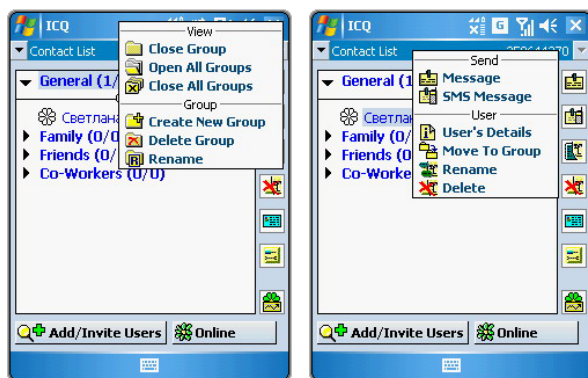 ICQ
Contact List
View
Close Group
Open All Groups
Close All Groups
Group
Create New Group
Delete Group
Rename
General (1/
Светлана
Family (0/0
Friends (0/
Co-Workers (0/0)
Add/Invite Users
Online
ICQ
G
Contact List
Send
Message
SMS Message
User
User's Details
Move To Group
Rename
Delete
General (1
Светлан
Family (0/
Friends (0/
Co-Worke
Add/Invite Users
Online